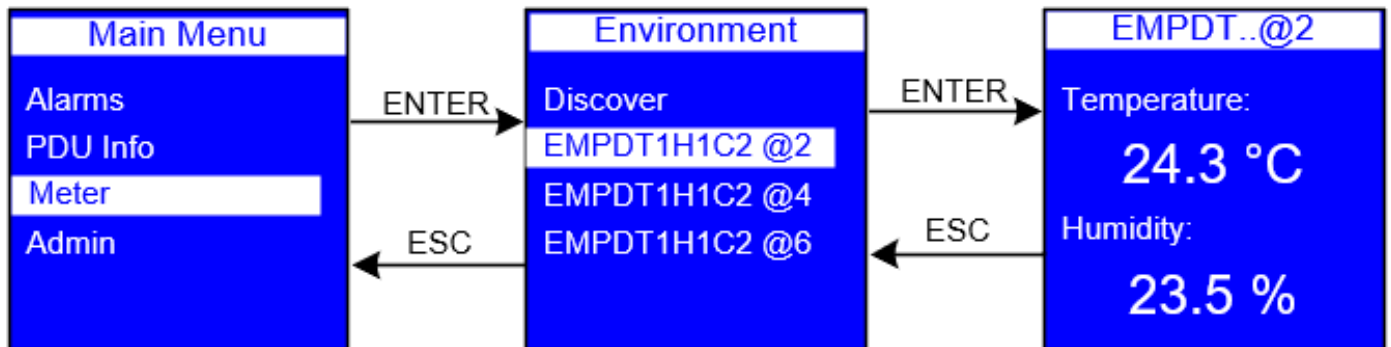 Main Menu
Alarms
PDU Info
Meter
Admin
ENTER
ESC
Environment
Discover
EMPDT1H1C2 @2
EMPDT1H1C2 @4
EMPDT1H1C2 @6
ENTER
ESC
EMPDT..@2
Temperature:
24.3 °C
Humidity:
23.5 %